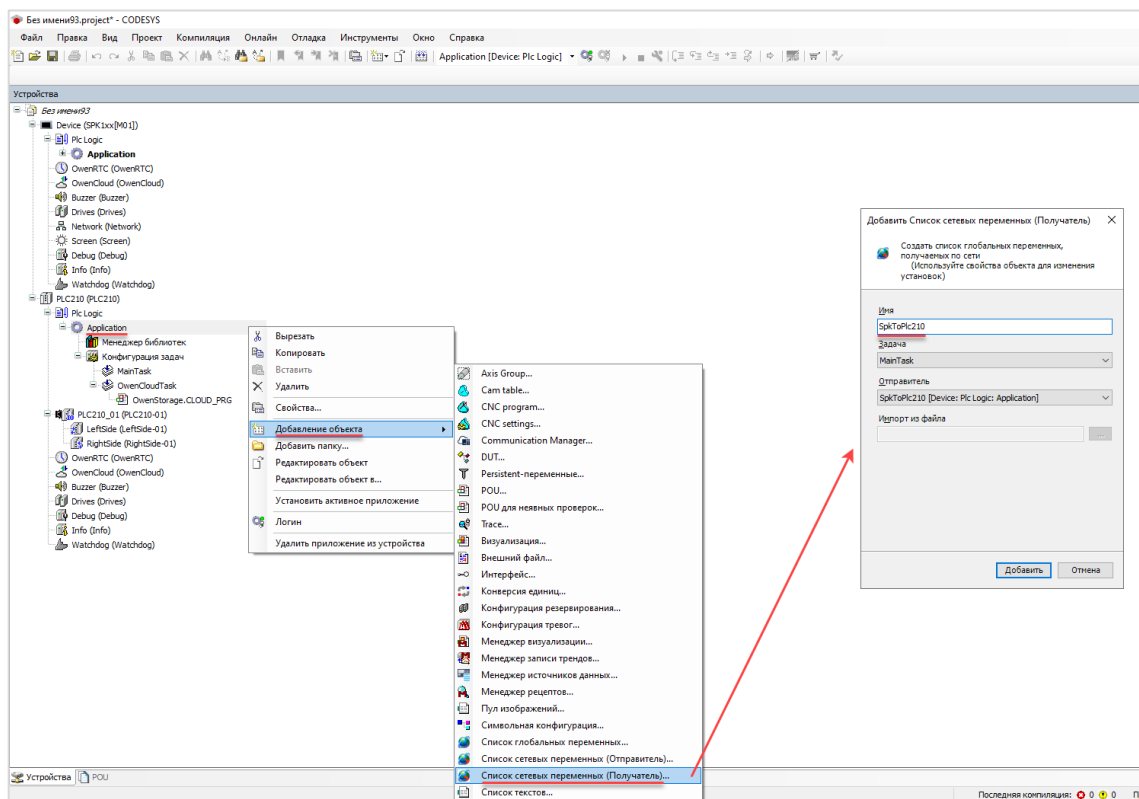 Без имени93.project* - CODESYS
Файл Правка Вид Проект Компиляция Онлайн Отладка Инструменты Окно Справка
Application [Device: Plc Logic]
Устройства
Без имени93
Device (SPK1xx[M01])
Plc Logic
Application
OwenRTC (OwenRTC)
OwenCloud (OwenCloud)
Buzzer (Buzzer)
Drives (Drives)
Network (Network)
Screen (Screen)
Debug (Debug)
Info (Info)
Watchdog (Watchdog)
PLC210 (PLC210)
Plc Logic
Application
Менеджер библиотек
Конфигурация задач
MainTask
OwenCloudTask
OwenStorage.CLOUD_PRG
PLC210_01 (PLC210-01)
LeftSide (LeftSide-01)
RightSide (RightSide-01)
OwenRTC (OwenRTC)
OwenCloud (OwenCloud)
Buzzer (Buzzer)
Drives (Drives)
Debug (Debug)
Info (Info)
Watchdog (Watchdog)
Вырезать
Копировать
Вставить
Удалить
Свойства...
Добавление объекта
Добавить папку...
Редактировать объект
Редактировать объект в...
Установить активное приложение
Логин
Удалить приложение из устройства
Axis Group...
Cam table...
CNC program...
CNC settings...
Communication Manager...
DUT...
Persistent-переменные...
POU...
POU для неявных проверок...
Trace...
Визуализация...
Внешний файл...
Интерфейс...
Конверсия единиц...
Конфигурация резервирования...
Конфигурация тревог...
Менеджер визуализации...
Менеджер записи трендов...
Менеджер источников данных...
Менеджер рецептов...
Пул изображений...
Символьная конфигурация...
Список глобальных переменных...
Список сетевых переменных (Отправитель)...
Список сетевых переменных (Получатель)...
Список текстов...
Добавить Список сетевых переменных (Получатель)
Создать список глобальных переменных,
получаемых по сети
(Используйте свойства объекта для изменения
установок)
Имя
SpkToPlc210
Задача
MainTask
Отправитель
SpkToPlc210 [Device: Plc Logic: Application]
Импорт из файла
...
Добавить Отмена
Устройства POU
Последняя компиляция: 0 0 П